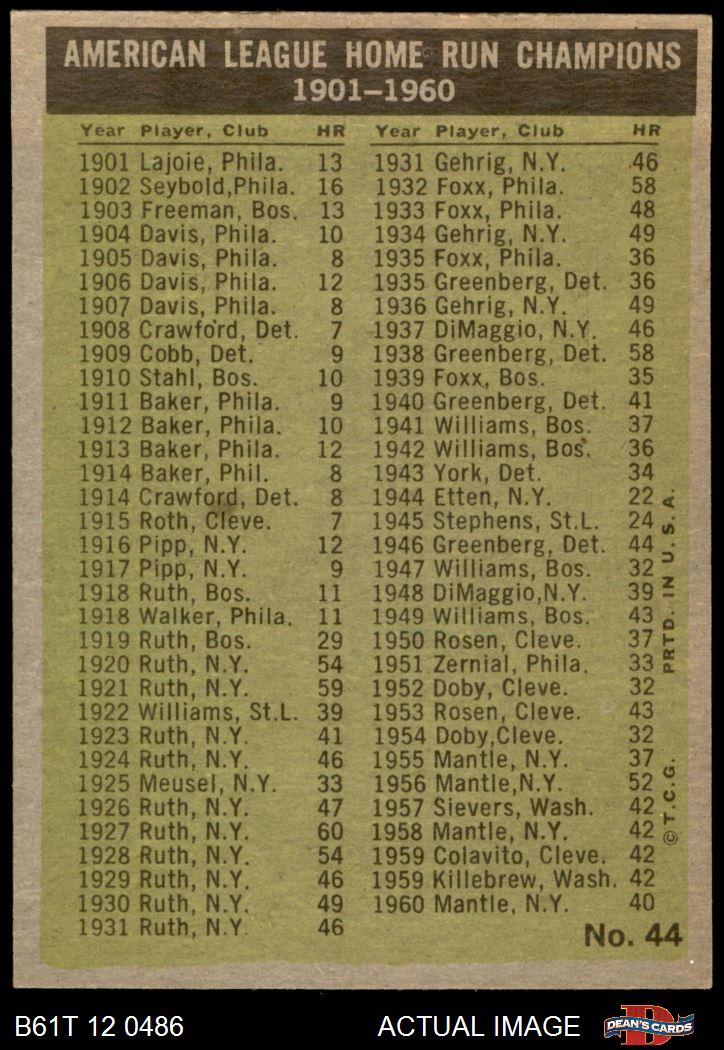 AMERICAN LEAGUE HOME RUN CHAMPIONS
1901-1960
Year Player, Club HR
1901 Lajoie, Phila. 13
1902 Seybold,Phila. 16
1903 Freeman, Bos. 13
1904 Davis, Phila. 10
1905 Davis, Phila. 8
1906 Davis, Phila. 12
1907 Davis, Phila. 8
1908 Crawford, Det. 7
1909 Cobb, Det. 9
1910 Stahl, Bos. 10
1911 Baker, Phila. 9
1912 Baker, Phila. 10
1913 Baker, Phila. 12
1914 Baker, Phil. 8
1914 Crawford, Det. 8
1915 Roth, Cleve. 7
1916 Pipp, N.Y. 12
1917 Pipp, N.Y. 9
1918 Ruth, Bos. 11
1918 Walker, Phila. 11
1919 Ruth, Bos. 29
1920 Ruth, N.Y. 54
1921 Ruth, N.Y. 59
1922 Williams, St.L. 39
1923 Ruth, N.Y. 41
1924 Ruth, N.Y. 46
1925 Meusel, N.Y. 33
1926 Ruth, N.Y. 47
1927 Ruth, N.Y. 60
1928 Ruth, N.Y. 54
1929 Ruth, N.Y. 46
1930 Ruth, N.Y. 49
1931 Ruth, N.Y. 46
Year Player, Club HR
1931 Gehrig, N.Y. 46
1932 Foxx, Phila. 58
1933 Foxx, Phila. 48
1934 Gehrig, N.Y. 49
1935 Foxx, Phila. 36
1935 Greenberg, Det. 36
1936 Gehrig, N.Y. 49
1937 DiMaggio, N.Y. 46
1938 Greenberg, Det. 58
1939 Foxx, Bos. 35
1940 Greenberg, Det. 41
1941 Williams, Bos. 37
1942 Williams, Bos. 36
1943 York, Det. 34
1944 Etten, N.Y. 22
1945 Stephens, St.L. 24
1946 Greenberg, Det. 44
1947 Williams, Bos. 32
1948 DiMaggio,N.Y. 39
1949 Williams, Bos. 43
1950 Rosen, Cleve. 37
1951 Zernial, Phila. 33
1952 Doby, Cleve. 32
1953 Rosen, Cleve. 43
1954 Doby,Cleve. 32
1955 Mantle, N.Y. 37
1956 Mantle,N.Y. 52
1957 Sievers, Wash. 42
1958 Mantle, N.Y. 42
1959 Colavito, Cleve. 42
1959 Killebrew, Wash. 42
1960 Mantle, N.Y. 40
© T.C.G. PRTD. IN U.S.A.
No. 44
B61T 12 0486 ACTUAL IMAGE
D
DEAN'S CARDS